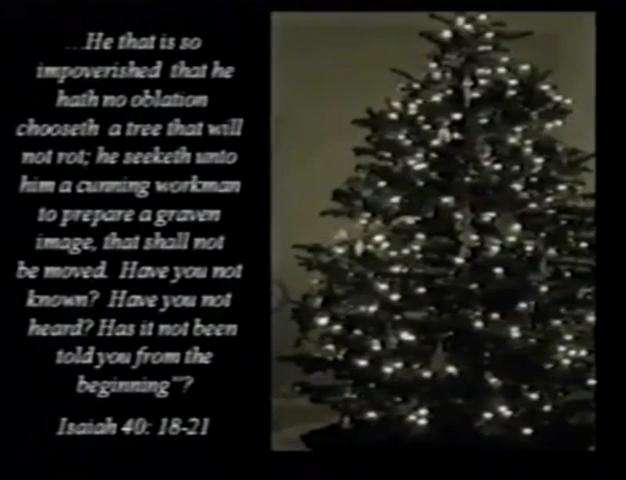 ...He that is so
impoverished that he
hath no oblation
chooseth a tree that will
not rot; he seeketh unto
him a cunning workman
to prepare a graven
image, that shall not
be moved. Have you not
known? Have you not
heard? Has it not been
told you from the
beginning"?
Isaiah 40: 18-21